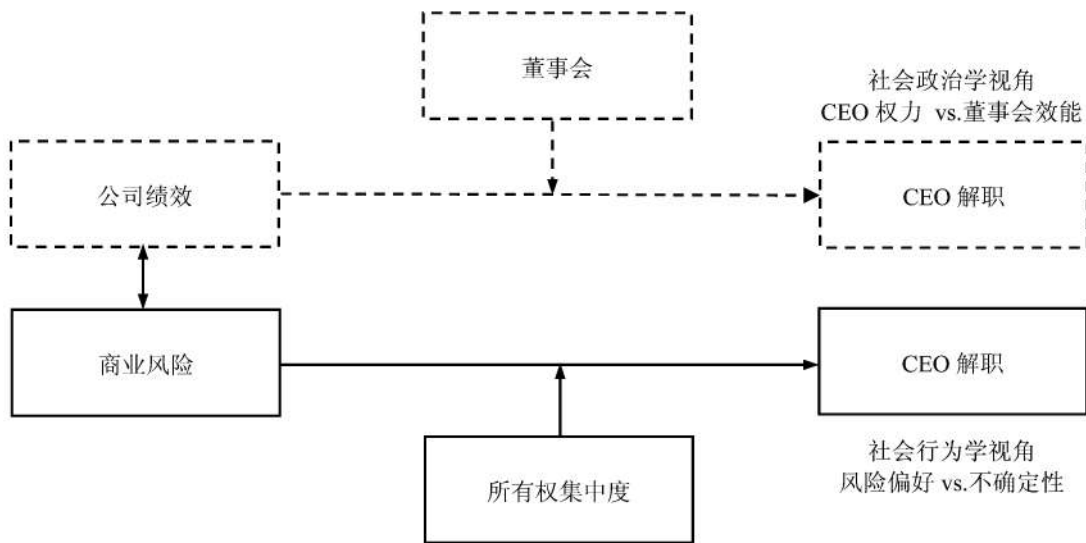 董事会
社会政治学视角
CEO 权力 vs.董事会效能
公司绩效
CEO 解职
商业风险
CEO 解职
所有权集中度
社会行为学视角
风险偏好 vs.不确定性